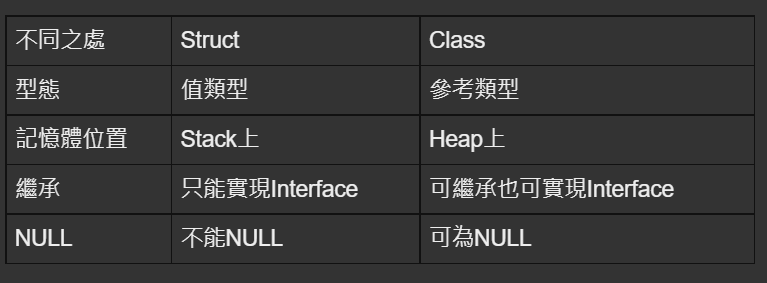 不同之處 Struct Class
型態 值類型 參考類型
記憶體位置 Stack上 Heap上
繼承 只能實現Interface 可繼承也可實現Interface
NULL 不能NULL 可為NULL